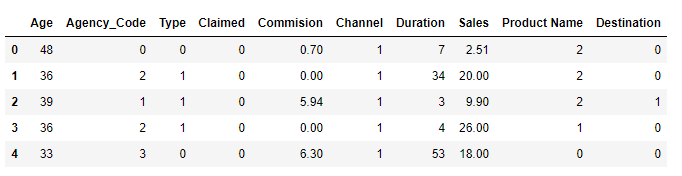 Age Agency_Code Type Claimed Commision Channel Duration Sales Product Name Destination
0 48 0 0 0 0.70 1 7 2.51 2 0
1 36 2 1 0 0.00 1 34 20.00 2 0
2 39 1 1 0 5.94 1 3 9.90 2 1
3 36 2 1 0 0.00 1 4 26.00 1 0
4 33 3 0 0 6.30 1 53 18.00 0 0